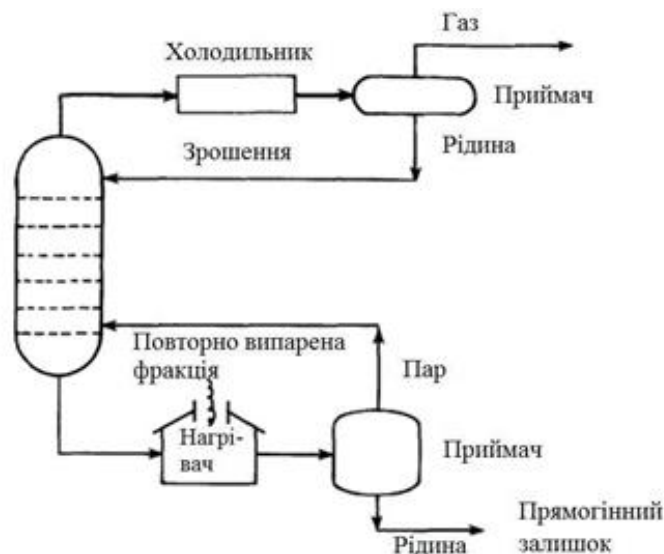 Газ
Холодильник
Приймач
Зрошення
Рідина
Повторно випарена
фракція
Пар
Нагрі-
вач
Приймач
Прямогінний
залишок
Рідина